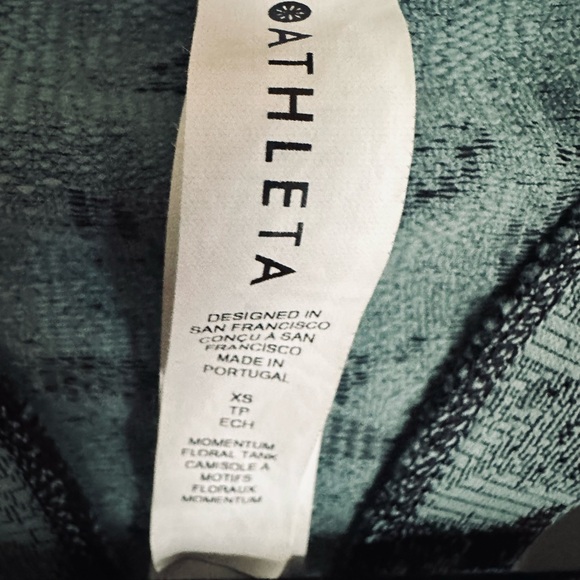 ATHLETA
DESIGNED IN
SAN FRANCISCO
CONÇU À SAN
FRANCISCO
MADE IN
PORTUGAL
XS
TP
ECH
MOMENTUM
FLORAL TANK
CAMISOLE À
MOTIFS
FLORAUX
MOMENTUM